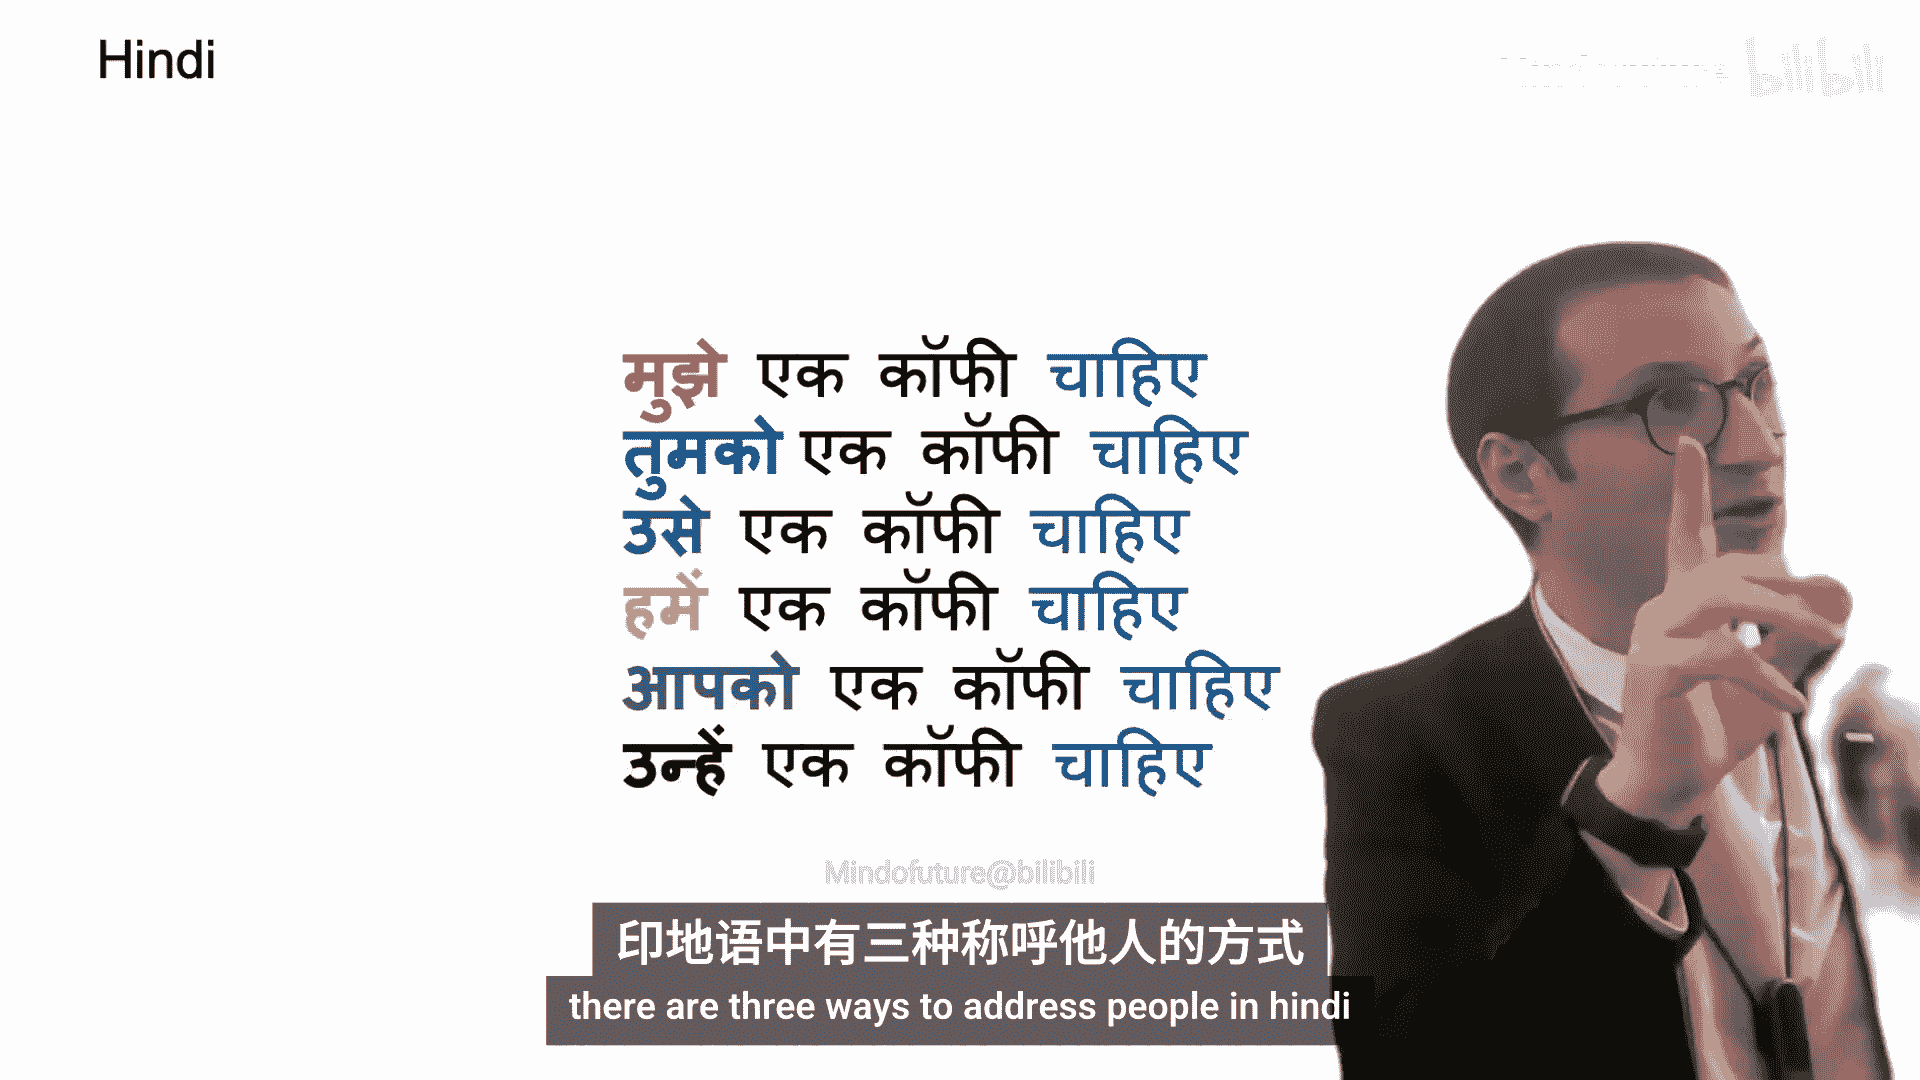 Hindi
bilibili
मुझे एक कॉफी चाहिए
तुमको एक कॉफी चाहिए
उसे एक कॉफी चाहिए
हमें एक कॉफी चाहिए
आपको एक कॉफी चाहिए
उन्हें एक कॉफी चाहिए
Mindofuture@bilibili
印地语中有三种称呼他人的方式
there are three ways to address people in hindi